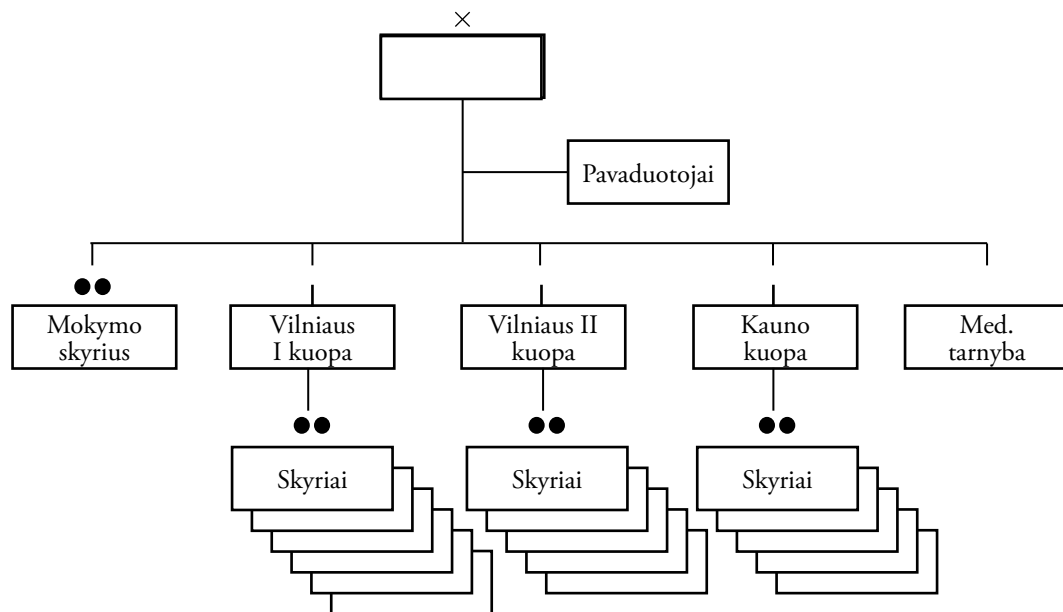 ×
Pavaduotojai
Mokymo
skyrius
Vilniaus
I kuopa
Vilniaus II
kuopa
Kauno
kuopa
Med.
tarnyba
Skyriai
Skyriai
Skyriai